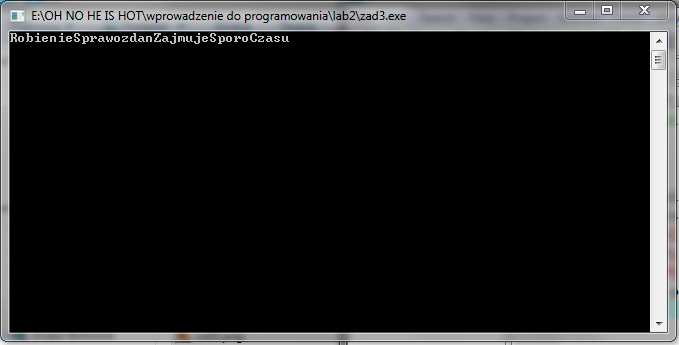 E:\OH NO HE IS HOT\wprowadzenie do programowania\lab2\zad3.exe
RobienieSprawozdanZajmujeSporoCzasu